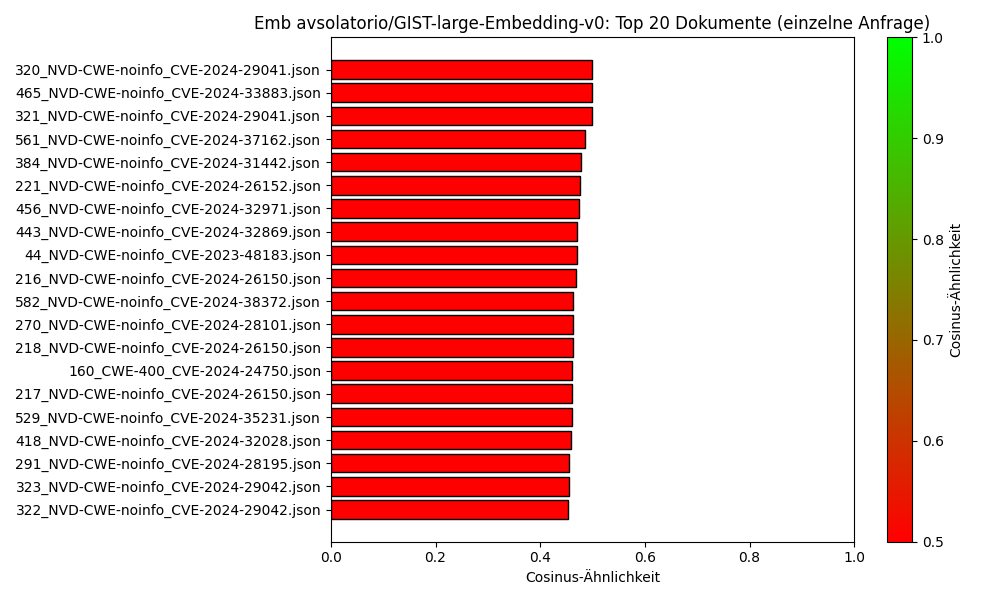 Emb avsolatorio/GIST-large-Embedding-v0: Top 20 Dokumente (einzelne Anfrage)
320_NVD-CWE-noinfo_CVE-2024-29041.json
465_NVD-CWE-noinfo_CVE-2024-33883.json
321_NVD-CWE-noinfo_CVE-2024-29041.json
561_NVD-CWE-noinfo_CVE-2024-37162.json
384_NVD-CWE-noinfo_CVE-2024-31442.json
221_NVD-CWE-noinfo_CVE-2024-26152.json
456_NVD-CWE-noinfo_CVE-2024-32971.json
443_NVD-CWE-noinfo_CVE-2024-32869.json
44_NVD-CWE-noinfo_CVE-2023-48183.json
216_NVD-CWE-noinfo_CVE-2024-26150.json
582_NVD-CWE-noinfo_CVE-2024-38372.json
270_NVD-CWE-noinfo_CVE-2024-28101.json
218_NVD-CWE-noinfo_CVE-2024-26150.json
160_CWE-400_CVE-2024-24750.json
217_NVD-CWE-noinfo_CVE-2024-26150.json
529_NVD-CWE-noinfo_CVE-2024-35231.json
418_NVD-CWE-noinfo_CVE-2024-32028.json
291_NVD-CWE-noinfo_CVE-2024-28195.json
323_NVD-CWE-noinfo_CVE-2024-29042.json
322_NVD-CWE-noinfo_CVE-2024-29042.json
0.0 0.2 0.4 0.6 0.8 1.0
Cosinus-Ähnlichkeit
1.0
0.9
0.8
0.7
0.6
0.5
Cosinus-Ähnlichkeit